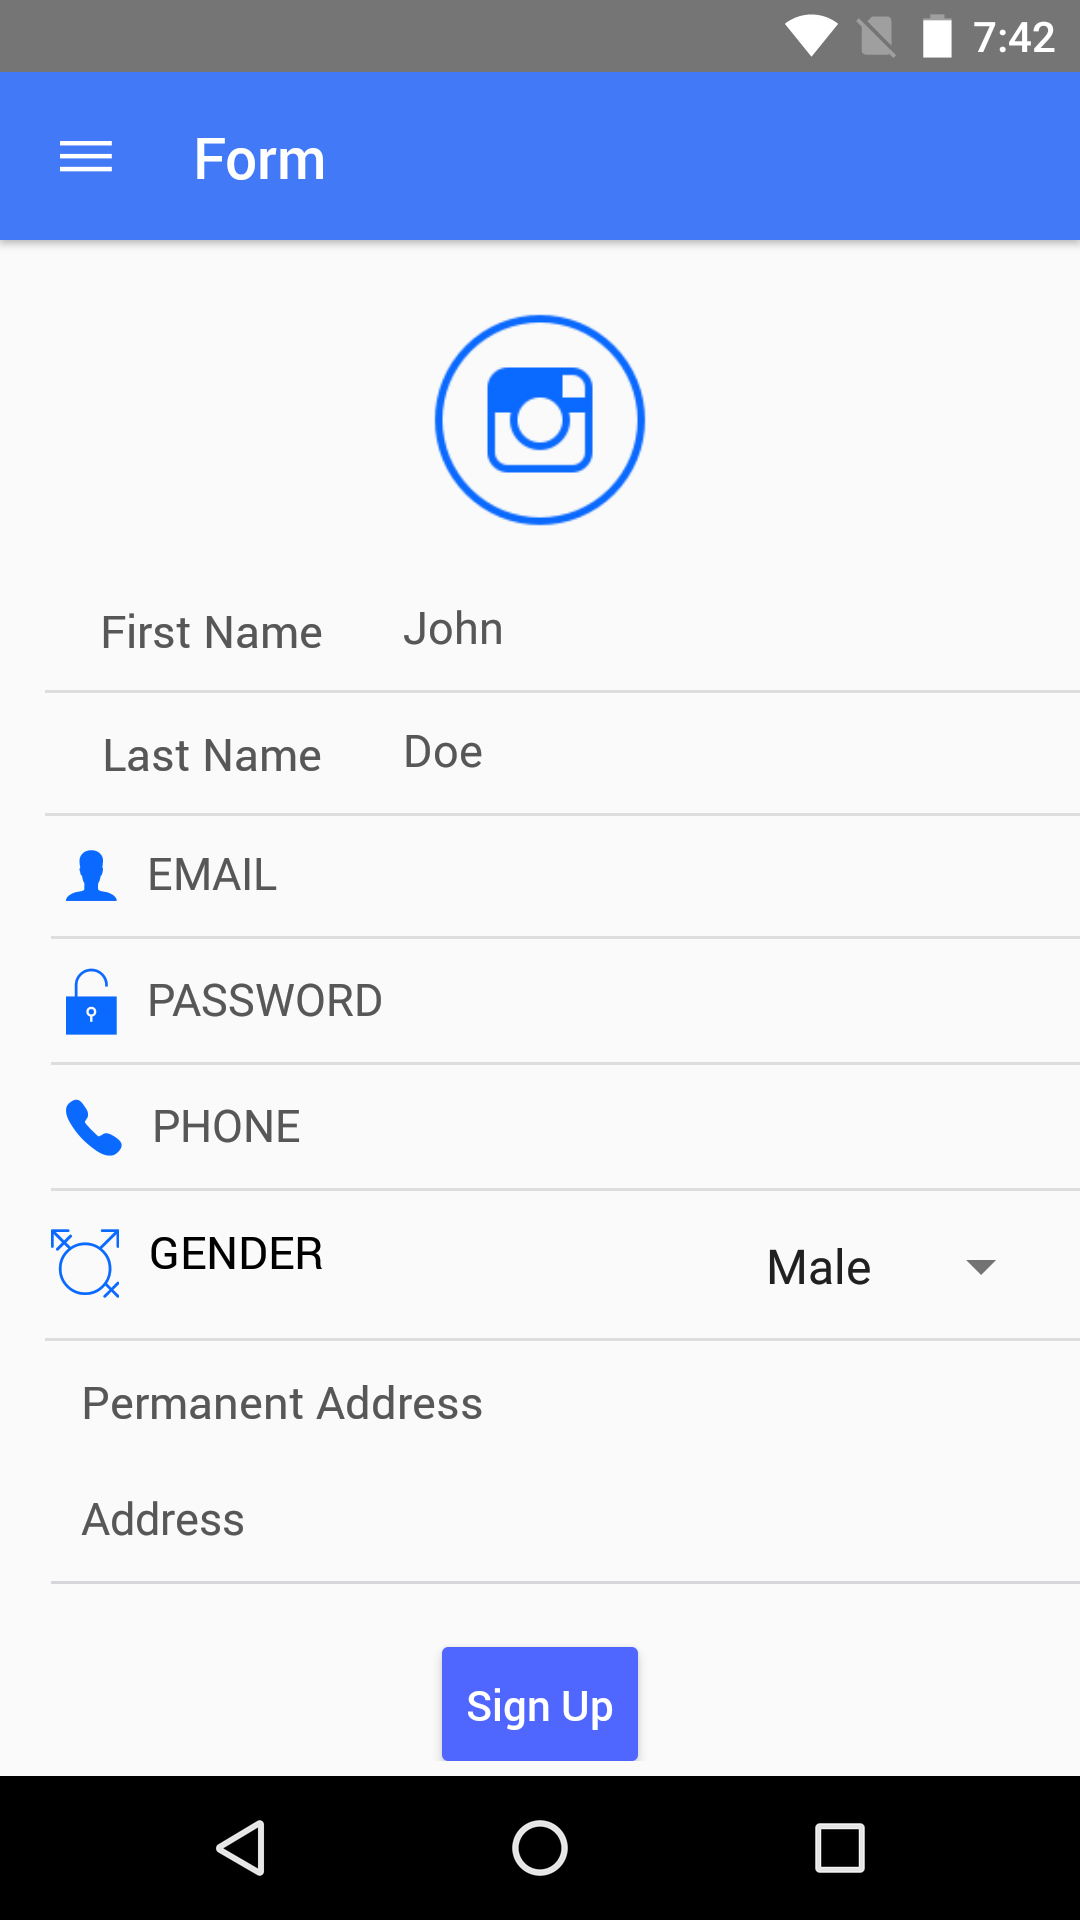 7:42
Form
First Name John
Last Name Doe
EMAIL
PASSWORD
PHONE
GENDER Male
Permanent Address
Address
Sign Up